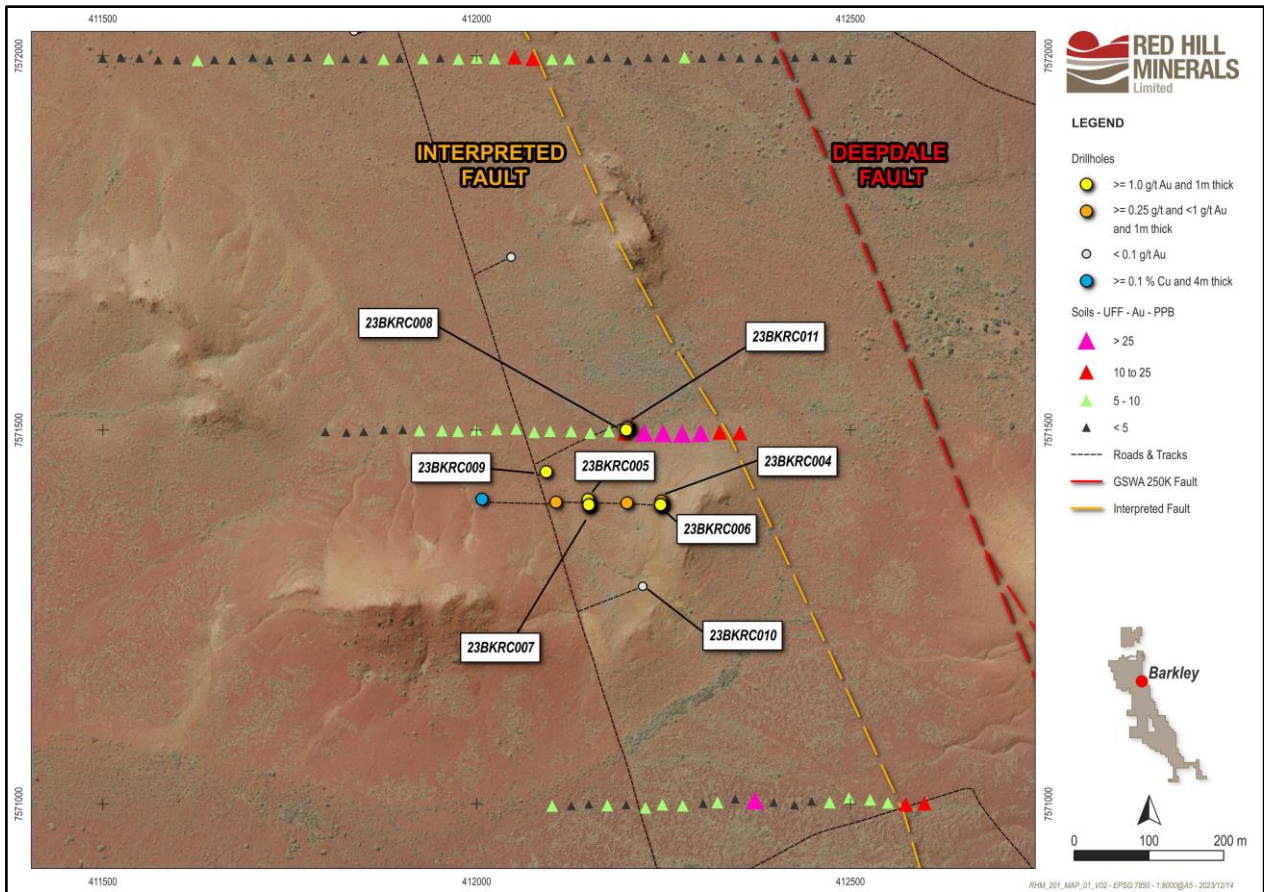 411500
412000
412500
7572000
7572000
INTERPRETED
FAULT
DEEPDALE
FAULT
23BKRC008
23BKRC011
7571500
7571500
23BKRC009
23BKRC005
23BKRC004
23BKRC006
23BKRC007
23BKRC010
7571000
7571000
411500
412000
412500
RED HILL
MINERALS
Limited
LEGEND
Drillholes
>= 1.0 g/t Au and 1m thick
>= 0.25 g/t and <1 g/t Au
and 1m thick
< 0.1 g/t Au
>= 0.1 % Cu and 4m thick
Soils - UFF - Au - PPB
> 25
10 to 25
5 - 10
< 5
Roads & Tracks
GSWA 250K Fault
Interpreted Fault
Barkley
0 100 200 m
RHM_201_MAP_01_V02 - EPSG:7850 - 1:8000@A5 - 2023/12/14